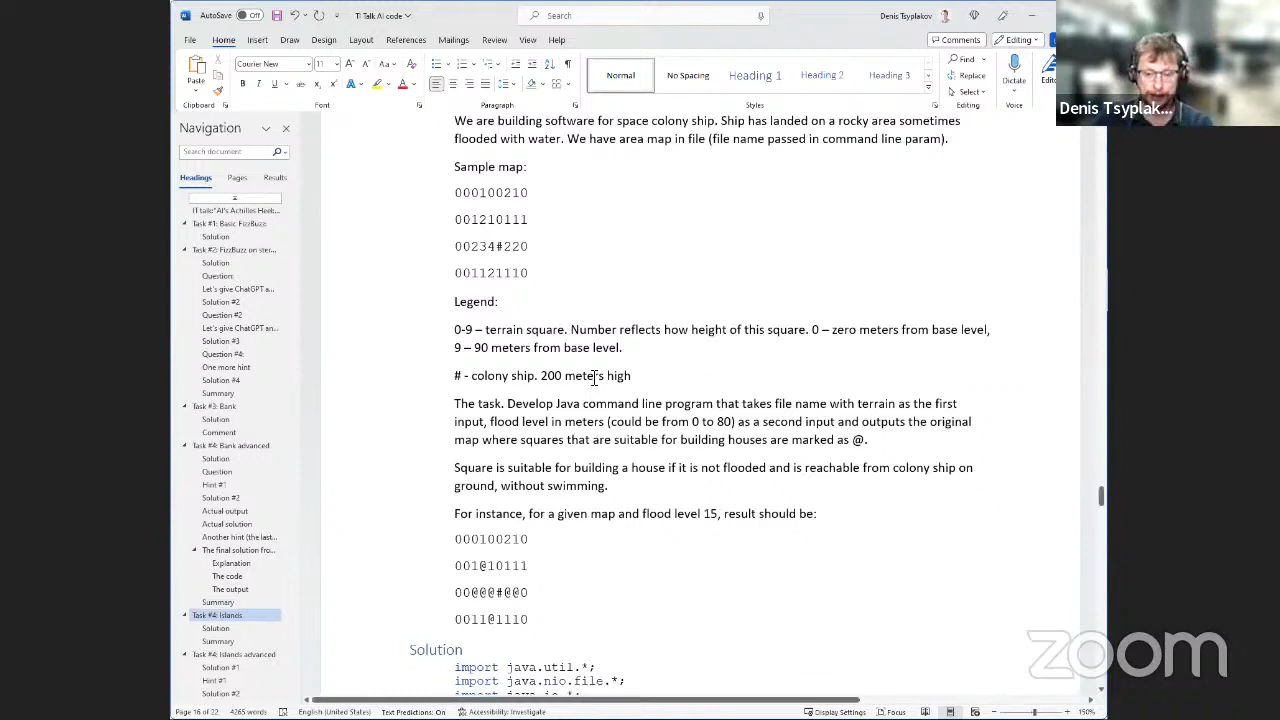 AutoSave Off TI Talk AI code Search Denis Tsyplakov
File Home Insert Draw Design Layout References Mailings Review View Help Comments Editing
Paste Courier New 11 Normal No Spacing Heading 1 Heading 2 Heading 3 Find Replace Select Dictate
Clipboard Font Paragraph Styles Editing Voice
Denis Tsyplak...
Navigation
Search document
Headings Pages Results
Task #1: Basic FizzBuzz
Solution
Task #2: FizzBuzz on ster...
Solution
Question:
Let's give ChatGPT a...
Solution #2
Question #2
Let's give ChatGPT an...
Solution #3
Question #4:
One more hint
Solution #4
Summary
Task #3: Bank
Solution
Comment
Task #4: Bank advanced
Solution
Question
Hint #1
Solution #2
Actual output
Actual solution
Another hint (the last...
The final solution fro...
Explanation
The code
The output
Summary
Task #4: Islands
Solution
Summary
Task #4: Islands advanced
Solution #1
Hint #1
Solution #2
We are building software for space colony ship. Ship has landed on a rocky area sometimes
flooded with water. We have area map in file (file name passed in command line param).
Sample map:
000100210
001210111
00234#220
001121110
Legend:
0-9 – terrain square. Number reflects how height of this square. 0 – zero meters from base level,
9 – 90 meters from base level.
# - colony ship. 200 meters high
The task. Develop Java command line program that takes file name with terrain as the first
input, flood level in meters (could be from 0 to 80) as a second input and outputs the original
map where squares that are suitable for building houses are marked as @.
Square is suitable for building a house if it is not flooded and is reachable from colony ship on
ground, without swimming.
For instance, for a given map and flood level 15, result should be:
000100210
001@10111
00@@@#@@0
0011@1110
Solution
import java.util.*;
import java.nio.file.*;
import java.io.*;
zoom
Page 16 of 22 4265 words English (United States) Text Predictions: On Accessibility: Investigate Display Settings Focus 150%